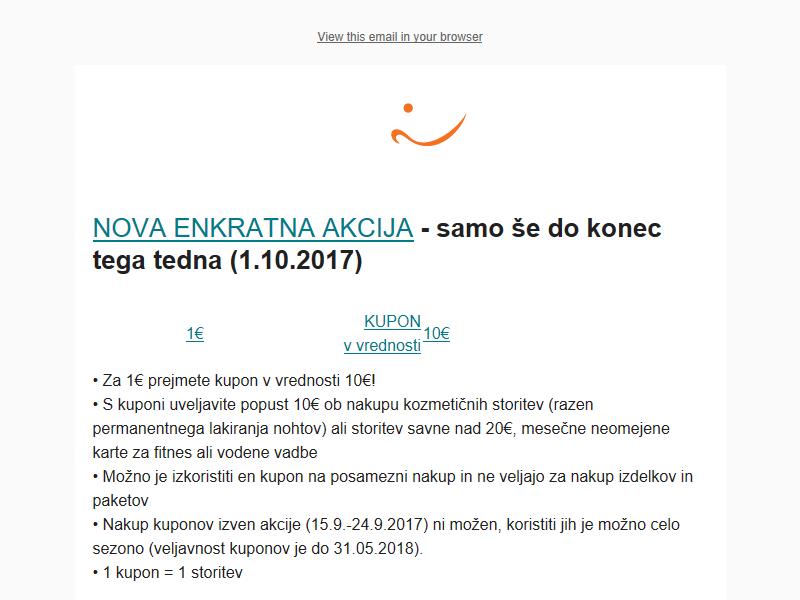 View this email in your browser
NOVA ENKRATNA AKCIJA - samo še do konec
tega tedna (1.10.2017)
1€
KUPON
v vrednosti
10€
• Za 1€ prejmete kupon v vrednosti 10€!
• S kuponi uveljavite popust 10€ ob nakupu kozmetičnih storitev (razen
permanentnega lakiranja nohtov) ali storitev savne nad 20€, mesečne neomejene
karte za fitnes ali vodene vadbe
• Možno je izkoristiti en kupon na posamezni nakup in ne veljajo za nakup izdelkov in
paketov
• Nakup kuponov izven akcije (15.9.-24.9.2017) ni možen, koristiti jih je možno celo
sezono (veljavnost kuponov je do 31.05.2018).
• 1 kupon = 1 storitev